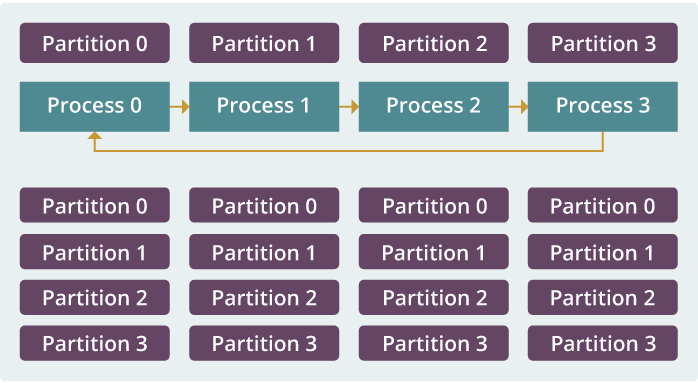 Partition 0 Partition 1 Partition 2 Partition 3
Process 0 Process 1 Process 2 Process 3
Partition 0 Partition 0 Partition 0 Partition 0
Partition 1 Partition 1 Partition 1 Partition 1
Partition 2 Partition 2 Partition 2 Partition 2
Partition 3 Partition 3 Partition 3 Partition 3